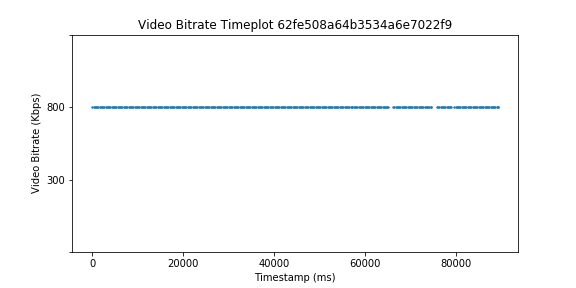 Video Bitrate Timeplot 62fe508a64b3534a6e7022f9
Video Bitrate (Kbps)
800
300
0 20000 40000 60000 80000
Timestamp (ms)